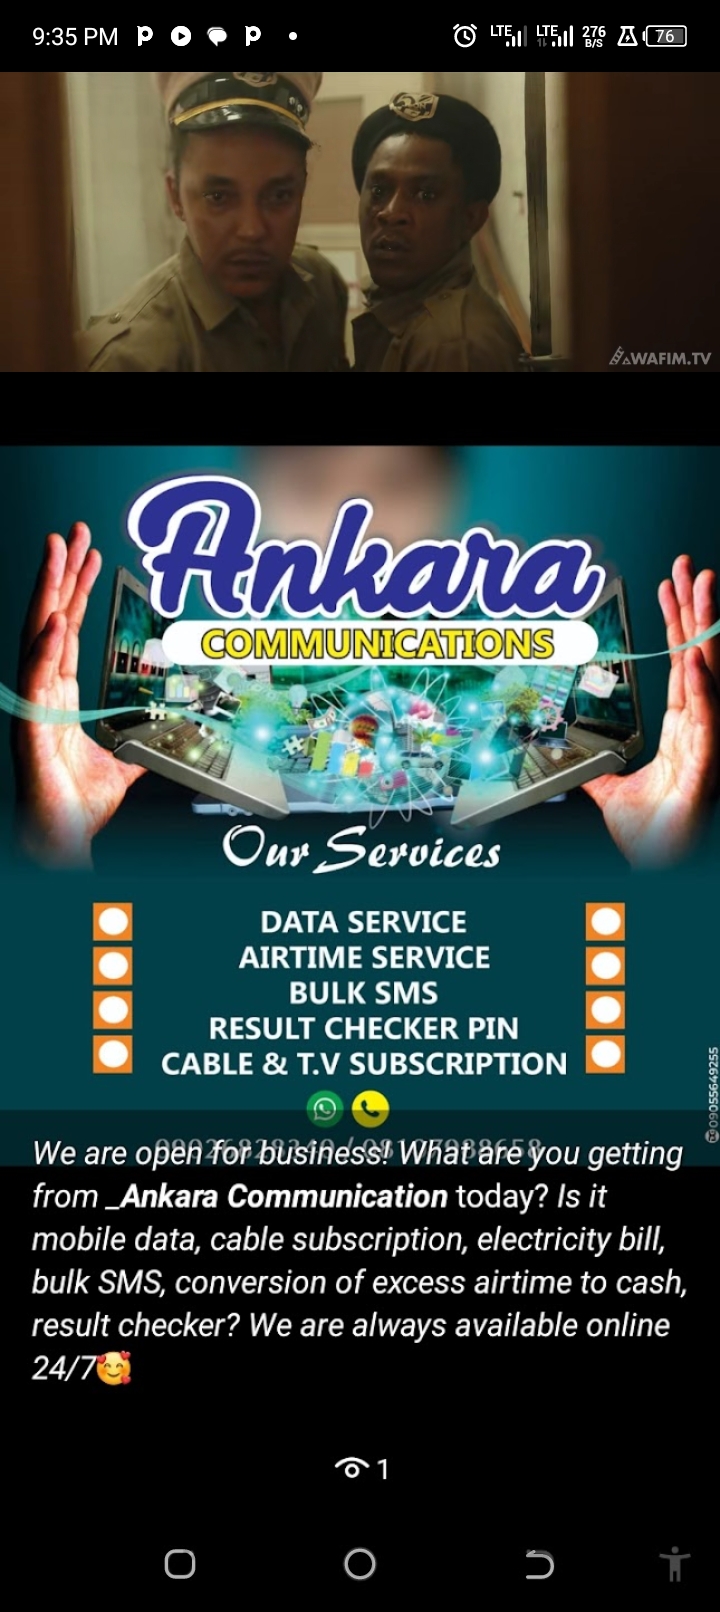 9:35 PM
LTE LTE 276 B/S 76
AWAFIM.TV
Ankara
COMMUNICATIONS
Our Services
DATA SERVICE
AIRTIME SERVICE
BULK SMS
RESULT CHECKER PIN
CABLE & T.V SUBSCRIPTION
09055649255
We are open for business! What are you getting
from _Ankara Communication today? Is it
mobile data, cable subscription, electricity bill,
bulk SMS, conversion of excess airtime to cash,
result checker? We are always available online
24/7🥰
1